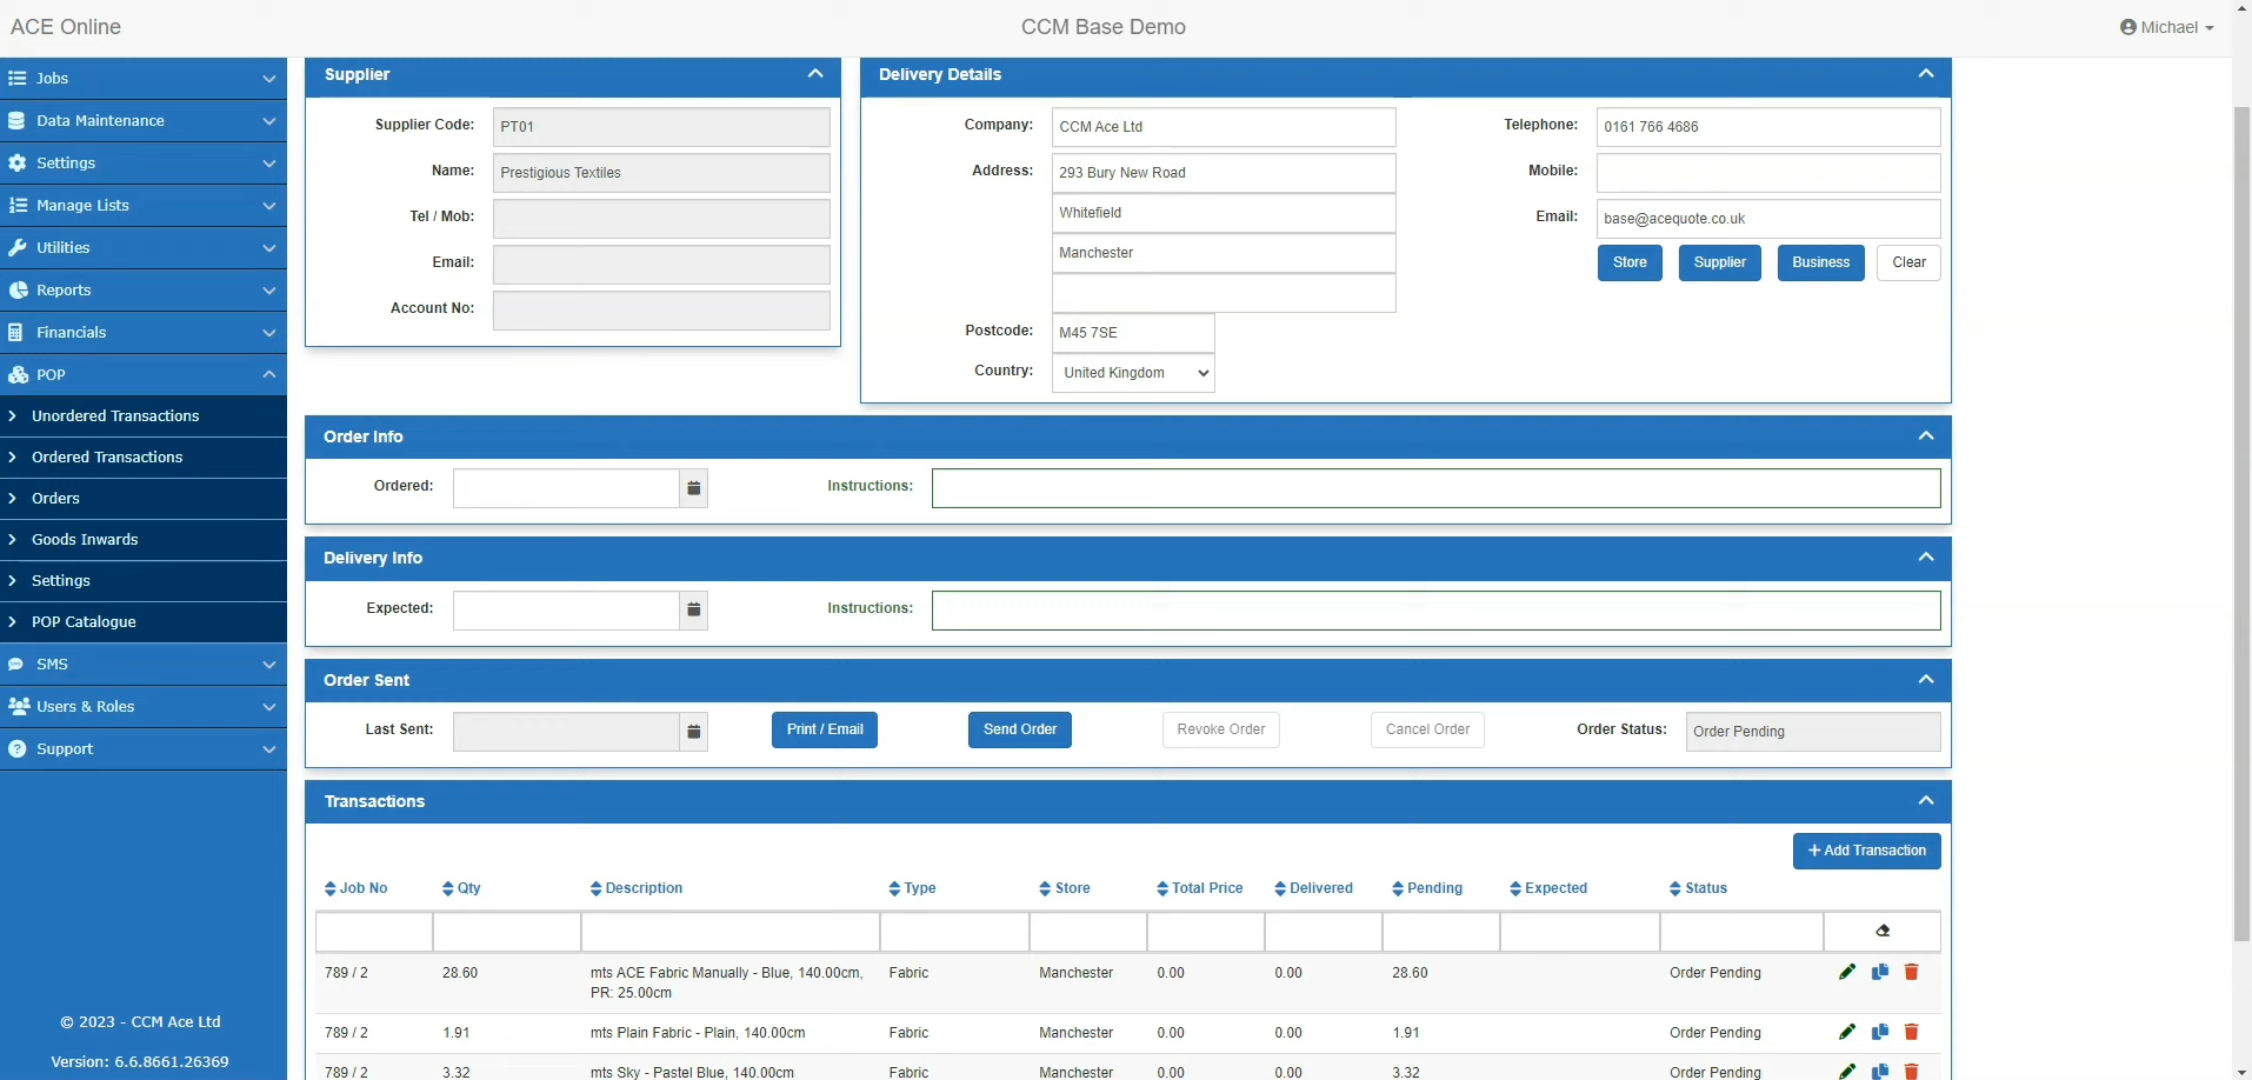 ACE Online
CCM Base Demo
Michael
Jobs
Data Maintenance
Settings
Manage Lists
Utilities
Reports
Financials
POP
Unordered Transactions
Ordered Transactions
Orders
Goods Inwards
Settings
POP Catalogue
SMS
Users & Roles
Support
© 2023 - CCM Ace Ltd
Version: 6.6.8661.26369
Supplier
Supplier Code: PT01
Name: Prestigious Textiles
Tel / Mob:
Email:
Account No:
Delivery Details
Company: CCM Ace Ltd
Address: 293 Bury New Road
Whitefield
Manchester
Postcode: M45 7SE
Country: United Kingdom
Telephone: 0161 766 4686
Mobile:
Email: base@acequote.co.uk
Store Supplier Business Clear
Order Info
Ordered: Instructions:
Delivery Info
Expected: Instructions:
Order Sent
Last Sent: Print / Email Send Order Revoke Order Cancel Order Order Status: Order Pending
Transactions
+ Add Transaction
Job No Qty Description Type Store Total Price Delivered Pending Expected Status
789 / 2 28.60 mts ACE Fabric Manually - Blue, 140.00cm, Fabric Manchester 0.00 0.00 28.60 Order Pending
PR: 25.00cm
789 / 2 1.91 mts Plain Fabric - Plain, 140.00cm Fabric Manchester 0.00 0.00 1.91 Order Pending
789 / 2 3.32 mts Sky - Pastel Blue, 140.00cm Fabric Manchester 0.00 0.00 3.32 Order Pending